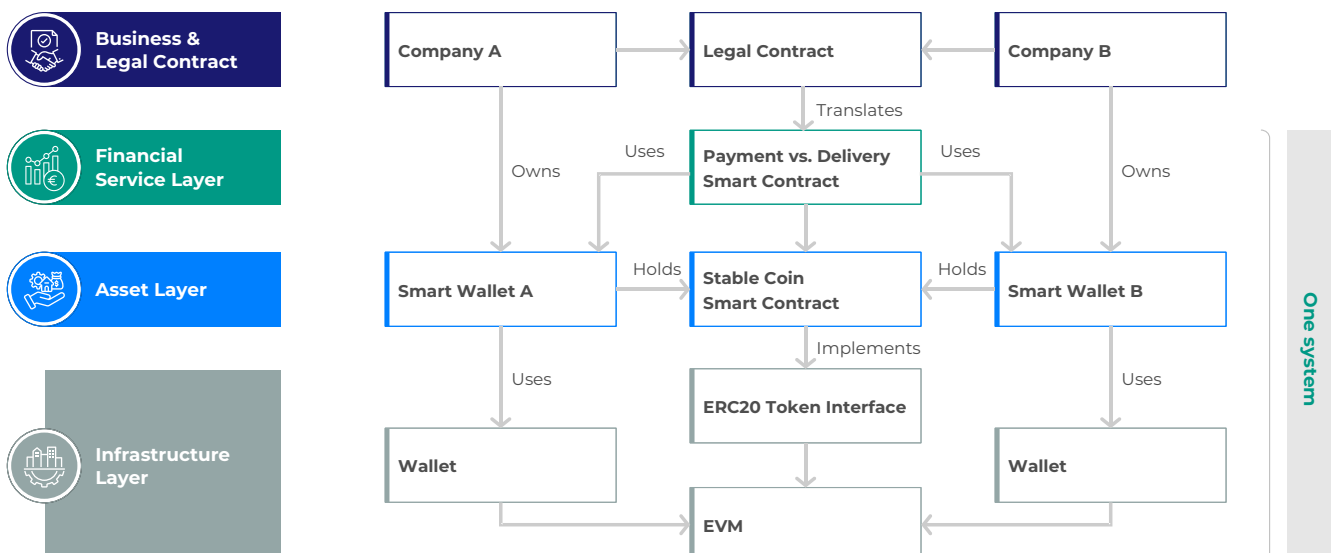 Business &
Legal Contract
Company A
Legal Contract
Company B
Translates
Financial
Service Layer
Owns
Uses
Payment vs. Delivery
Smart Contract
Uses
Owns
Asset Layer
Smart Wallet A
Holds
Stable Coin
Smart Contract
Holds
Smart Wallet B
One system
Implements
Uses
ERC20 Token Interface
Uses
Infrastructure
Layer
Wallet
Wallet
EVM
€